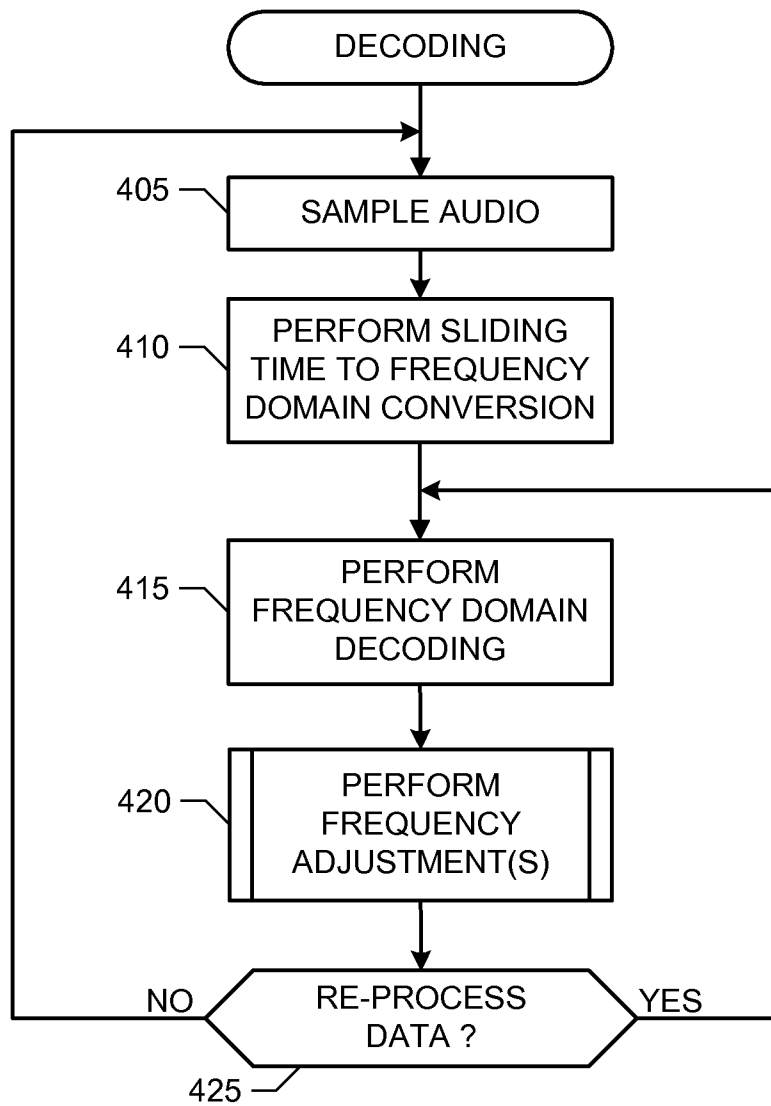 DECODING
405
SAMPLE AUDIO
410
PERFORM SLIDING
TIME TO FREQUENCY
DOMAIN CONVERSION
415
PERFORM
FREQUENCY DOMAIN
DECODING
420
PERFORM
FREQUENCY
ADJUSTMENT(S)
NO
RE-PROCESS
DATA ?
YES
425